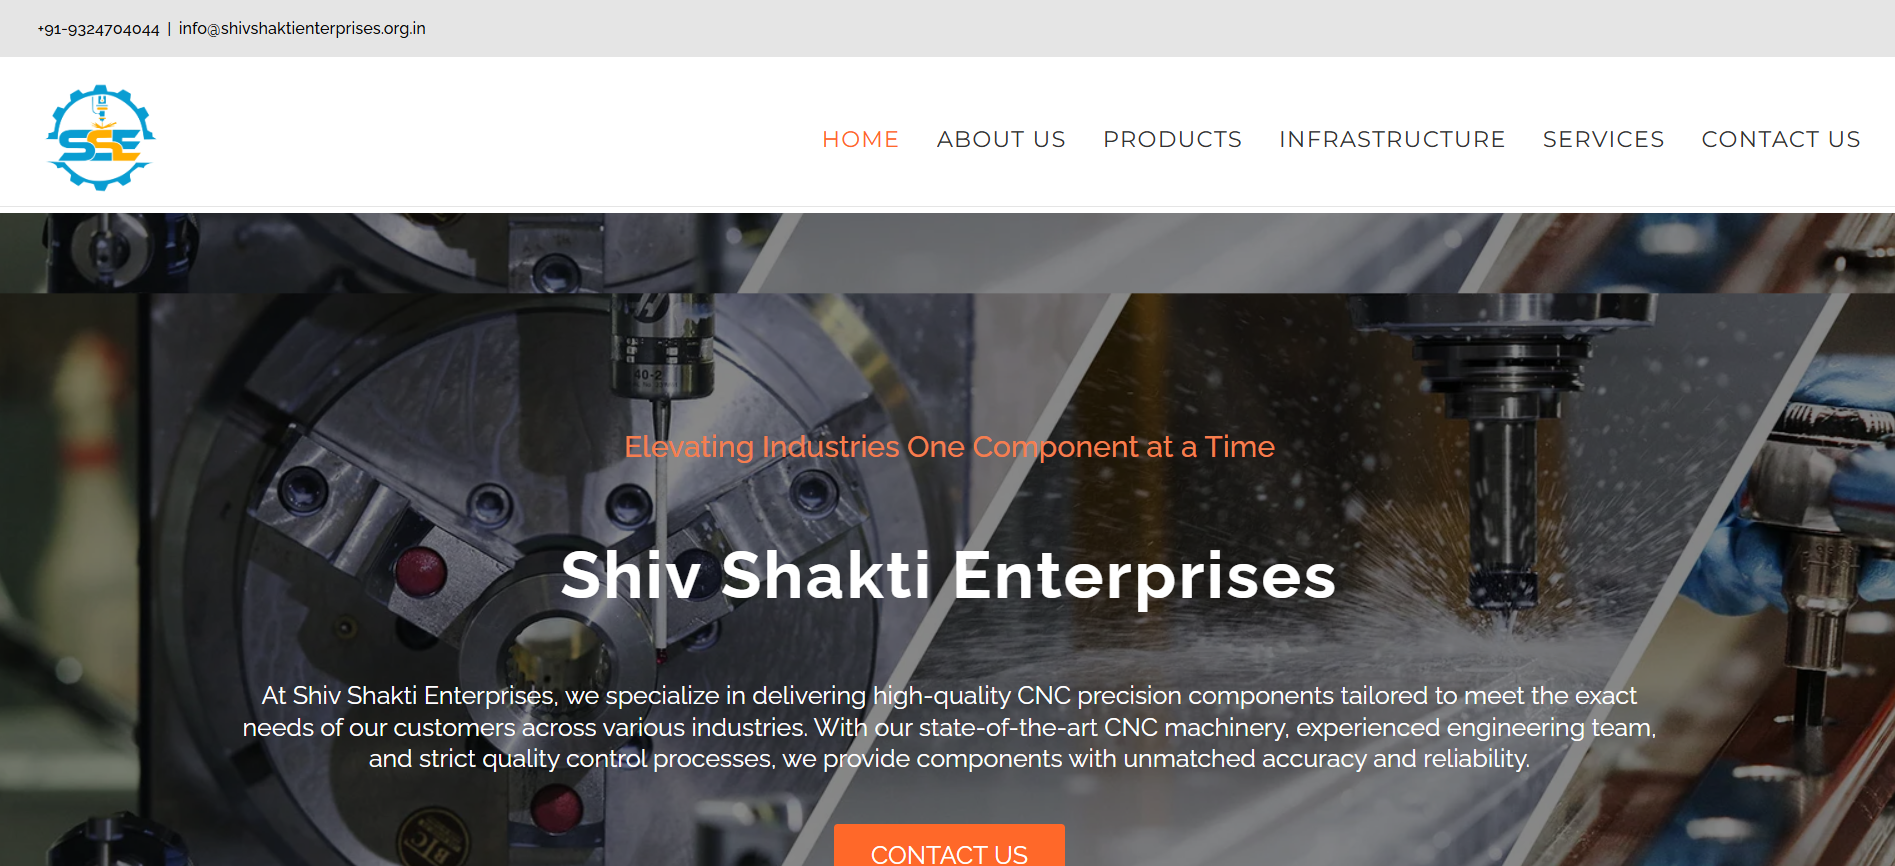 +91-9324704044 | info@shivshaktienterprises.org.in
SSE
HOME ABOUT US PRODUCTS INFRASTRUCTURE SERVICES CONTACT US
40-2
Elevating Industries One Component at a Time
Shiv Shakti Enterprises
At Shiv Shakti Enterprises, we specialize in delivering high-quality CNC precision components tailored to meet the exact
needs of our customers across various industries. With our state-of-the-art CNC machinery, experienced engineering team,
and strict quality control processes, we provide components with unmatched accuracy and reliability.
BTC
CONTACT US